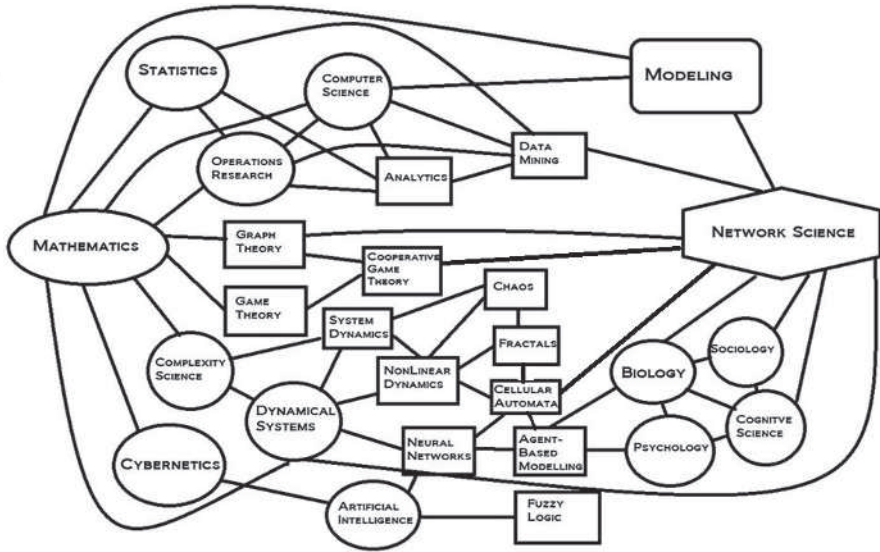 STATISTICS
COMPUTER
SCIENCE
MODELING
OPERATIONS
RESEARCH
ANALYTICS
DATA
MINING
MATHEMATICS
GRAPH
THEORY
COOPERATIVE
GAME
THEORY
NETWORK SCIENCE
GAME
THEORY
CHAOS
SYSTEM
DYNAMICS
FRACTALS
COMPLEXITY
SCIENCE
NONLINEAR
DYNAMICS
CELLULAR
AUTOMATA
BIOLOGY
SOCIOLOGY
DYNAMICAL
SYSTEMS
COGNITVE
SCIENCE
CYBERNETICS
NEURAL
NETWORKS
AGENT-
BASED
MODELLING
PSYCHOLOGY
ARTIFICIAL
INTELLIGENCE
FUZZY
LOGIC